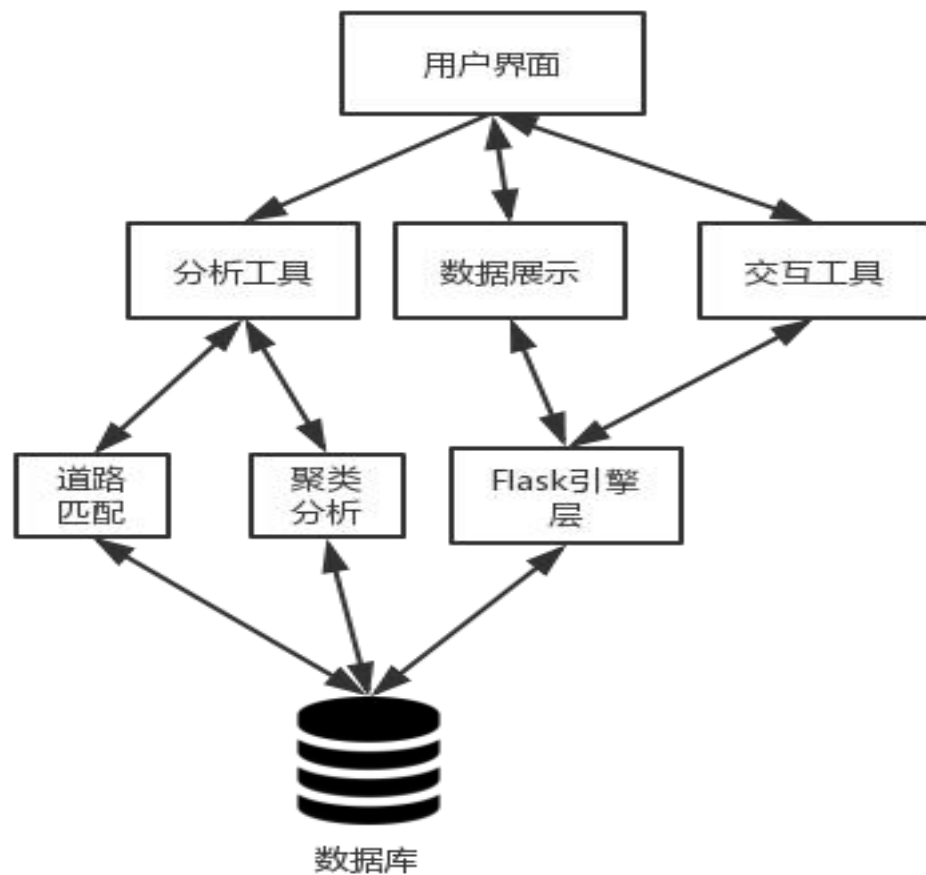 用户界面
分析工具
数据展示
交互工具
道路
匹配
聚类
分析
Flask引擎
层
数据库